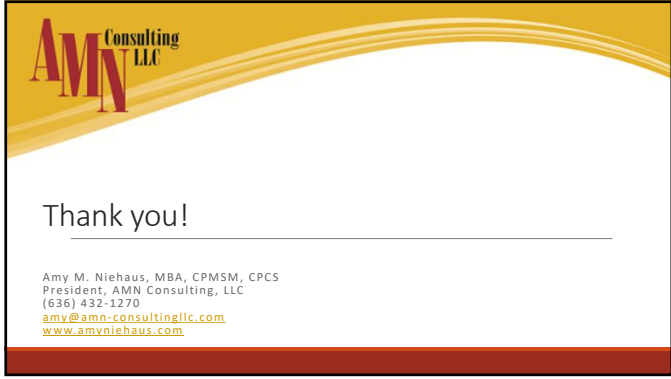 AMN Consulting
LLC
Thank you!
Amy M. Niehaus, MBA, CPMSM, CPCS
President, AMN Consulting, LLC
(636) 432-1270
amy@amn-consultingllc.com
www.amyniehaus.com